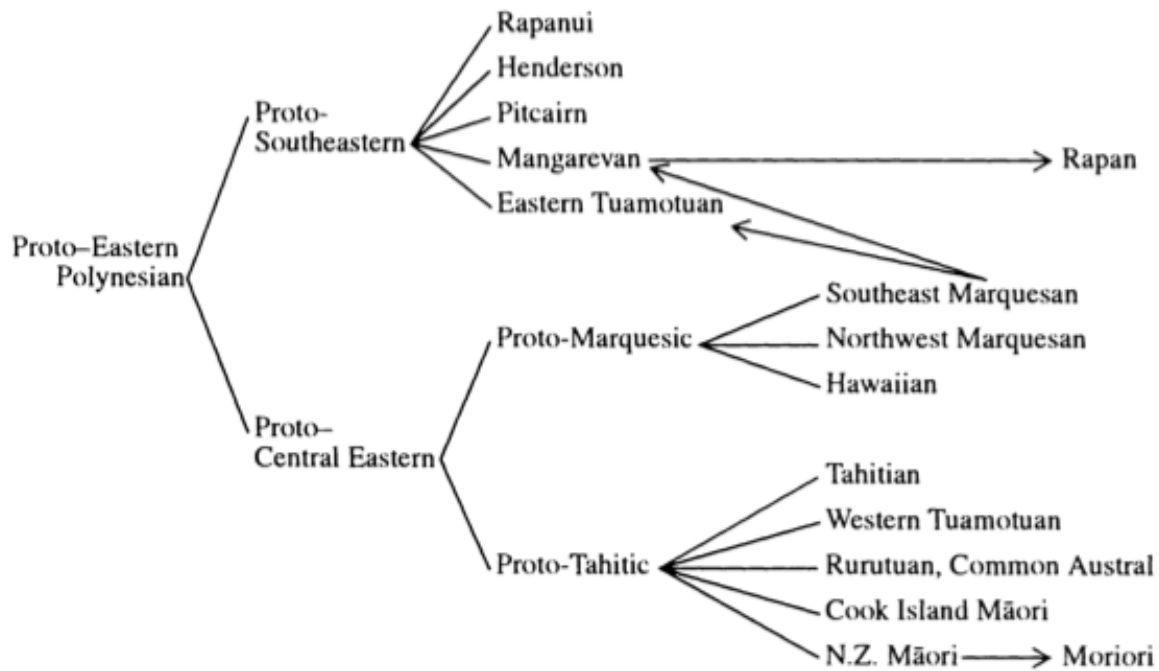 Rapanui
Henderson
Proto-
Southeastern
Pitcairn
Mangarevan
Rapan
Eastern Tuamotuan
Proto–Eastern
Polynesian
Southeast Marquesan
Proto-Marquesic
Northwest Marquesan
Hawaiian
Proto–
Central Eastern
Tahitian
Western Tuamotuan
Proto-Tahitic
Rurutuan, Common Austral
Cook Island Māori
N.Z. Māori
Moriori